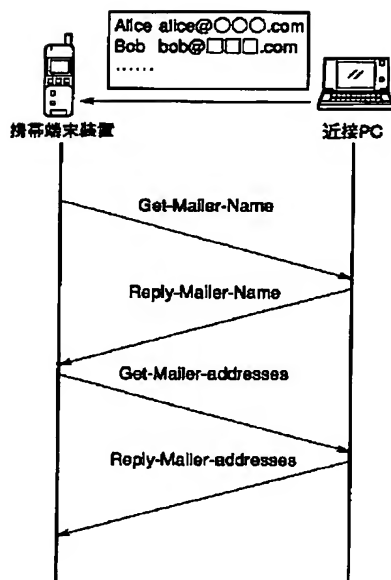 Alice alice@○○○.com
Bob bob@□□□.com
……
携帯端末装置
近接PC
Get-Mailer-Name
Reply-Mailer-Name
Get-Mailer-addresses
Reply-Mailer-addresses